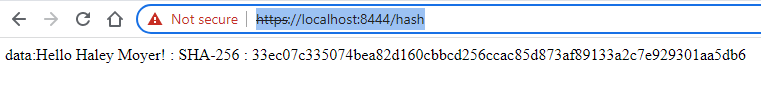 Not secure | https://localhost:8444/hash
data:Hello Haley Moyer! : SHA-256 : 33ec07c335074bea82d160cbbcd256ccac85d873af89133a2c7e929301aa5db6